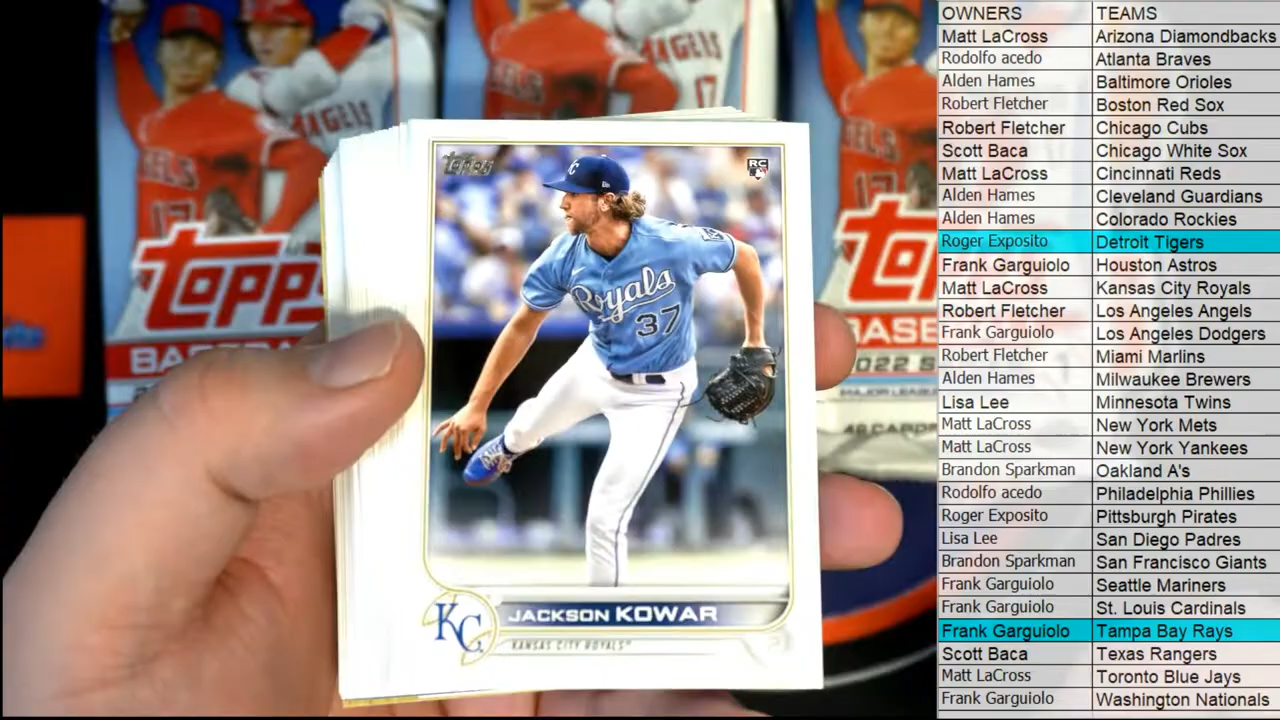 OWNERS TEAMS
Matt LaCross Arizona Diamondbacks
Rodolfo acedo Atlanta Braves
Alden Hames Baltimore Orioles
Robert Fletcher Boston Red Sox
Robert Fletcher Chicago Cubs
Scott Baca Chicago White Sox
Matt LaCross Cincinnati Reds
Alden Hames Cleveland Guardians
Alden Hames Colorado Rockies
Roger Exposito Detroit Tigers
Frank Garguiolo Houston Astros
Matt LaCross Kansas City Royals
Robert Fletcher Los Angeles Angels
Frank Garguiolo Los Angeles Dodgers
Robert Fletcher Miami Marlins
Alden Hames Milwaukee Brewers
Lisa Lee Minnesota Twins
Matt LaCross New York Mets
Matt LaCross New York Yankees
Brandon Sparkman Oakland A's
Rodolfo acedo Philadelphia Phillies
Roger Exposito Pittsburgh Pirates
Lisa Lee San Diego Padres
Brandon Sparkman San Francisco Giants
Frank Garguiolo Seattle Mariners
Frank Garguiolo St. Louis Cardinals
Frank Garguiolo Tampa Bay Rays
Scott Baca Texas Rangers
Matt LaCross Toronto Blue Jays
Frank Garguiolo Washington Nationals
ANGELS
ANGELS
17
topps
Topps
RC
Royals
37
KC
JACKSON KOWAR
KANSAS CITY ROYALS